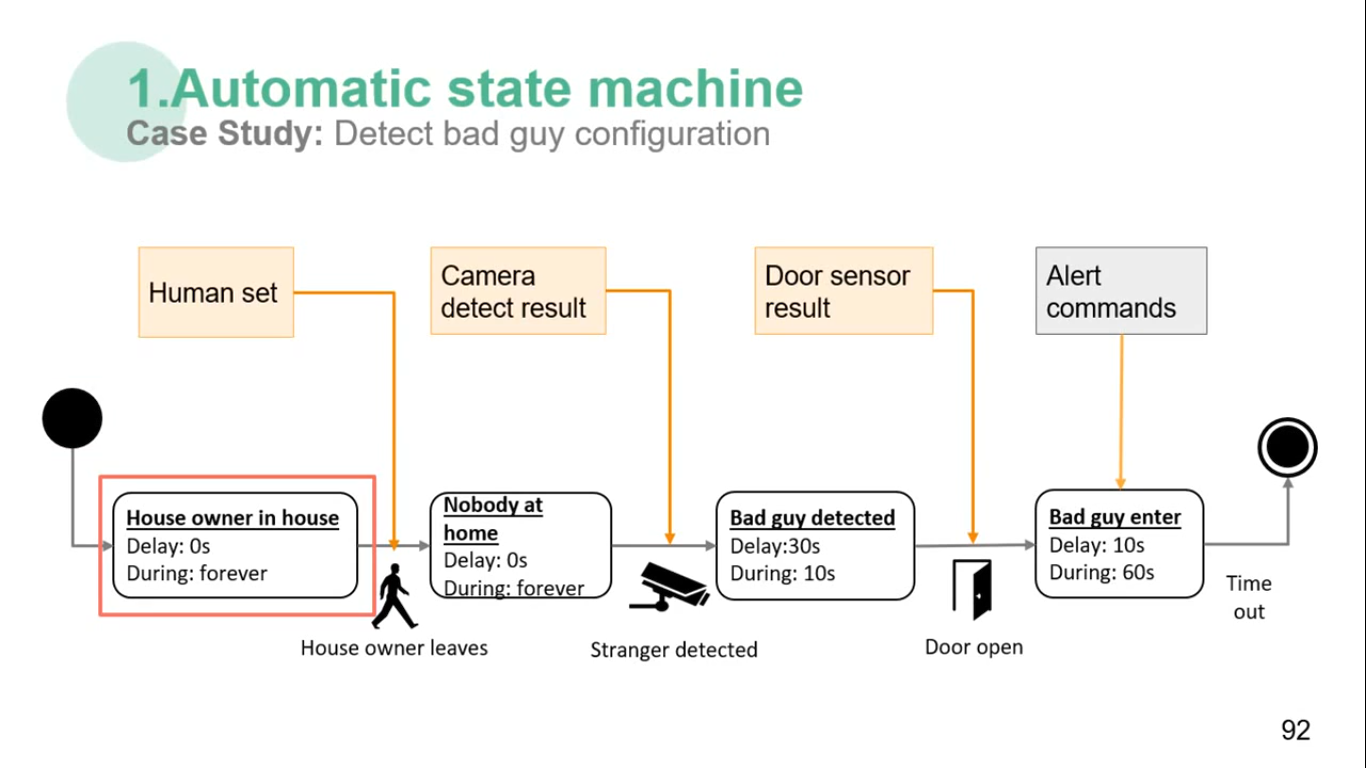 1.Automatic state machine
Case Study: Detect bad guy configuration
Human set
Camera
detect result
Door sensor
result
Alert
commands
House owner in house
Delay: 0s
During: forever
Nobody at
home
Delay: 0s
During: forever
Bad guy detected
Delay:30s
During: 10s
Bad guy enter
Delay: 10s
During: 60s
House owner leaves
Stranger detected
Door open
Time
out
92